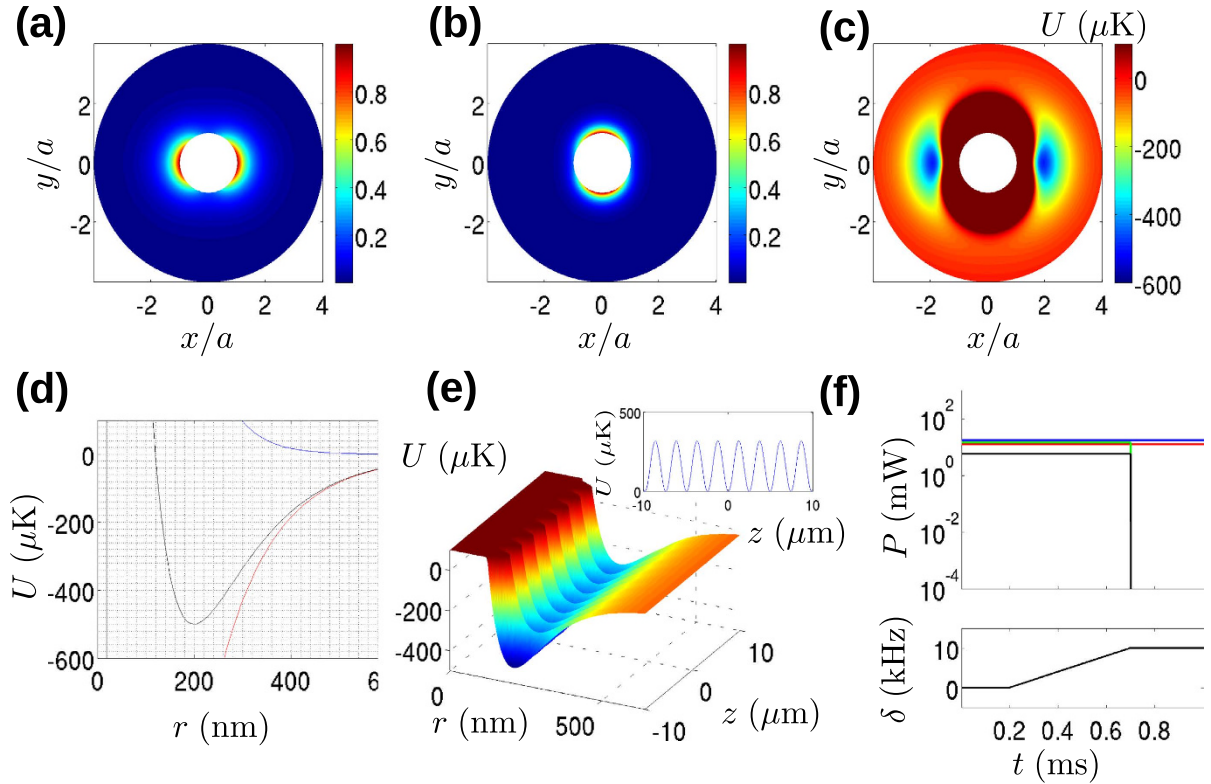 (a)
(b)
(c)
U (μK)
2
0
-2
y/a
-2 0 2 4
x/a
0.8
0.6
0.4
0.2
2
0
-2
y/a
-2 0 2 4
x/a
0.8
0.6
0.4
0.2
2
0
-2
y/a
-2 0 2 4
x/a
0
-200
-400
-600
(d)
U (μK)
0
-200
-400
-600
0 200 400 6
r (nm)
(e)
U (μK)
0
-200
-400
0
500
r (nm)
-10
0
10
z (μm)
U (μK)
500
0
-10 0 10
z (μm)
(f)
P (mW)
10²
10⁰
10⁻²
10⁻⁴
δ (kHz)
10
0
0.2 0.4 0.6 0.8
t (ms)